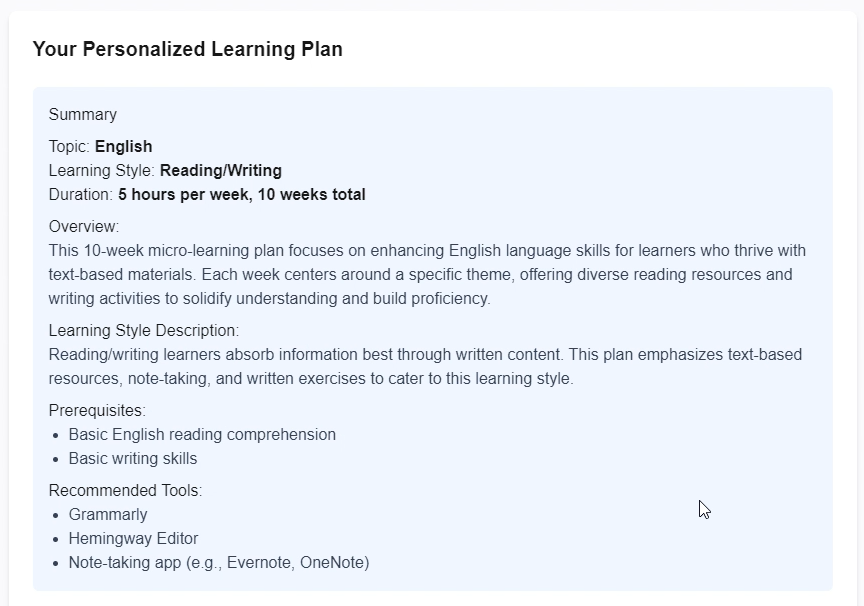 Your Personalized Learning Plan
Summary
Topic: English
Learning Style: Reading/Writing
Duration: 5 hours per week, 10 weeks total
Overview:
This 10-week micro-learning plan focuses on enhancing English language skills for learners who thrive with
text-based materials. Each week centers around a specific theme, offering diverse reading resources and
writing activities to solidify understanding and build proficiency.
Learning Style Description:
Reading/writing learners absorb information best through written content. This plan emphasizes text-based
resources, note-taking, and written exercises to cater to this learning style.
Prerequisites:
• Basic English reading comprehension
• Basic writing skills
Recommended Tools:
• Grammarly
• Hemingway Editor
• Note-taking app (e.g., Evernote, OneNote)